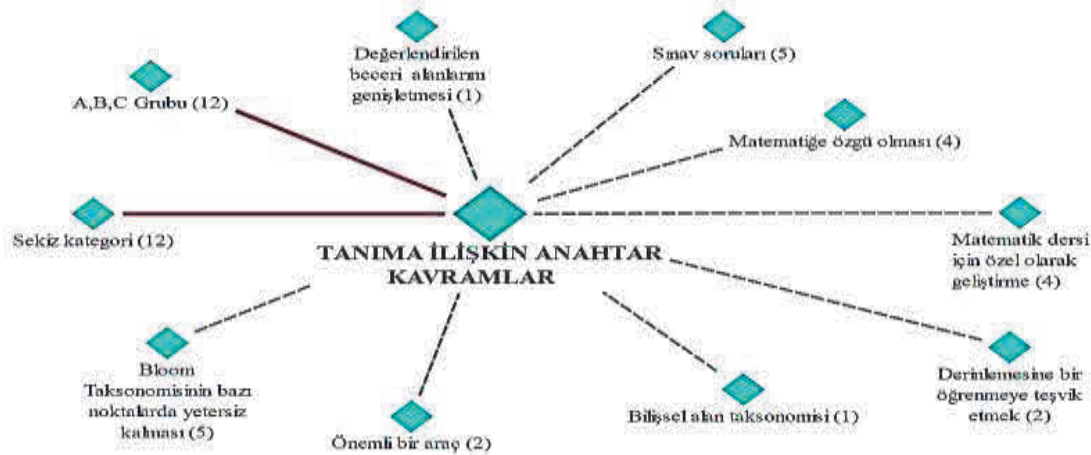 Değerlendirilen
beceri alanlarını
genişletmesi (1)
Sınav soruları (5)
A,B,C Grubu (12)
Matematiğe özgü olması (4)
Sekiz kategori (12)
TANIMA İLİŞKİN ANAHTAR
KAVRAMLAR
Matematik dersi
için özel olarak
geliştirme (4)
Bloom
Taksonomisinin bazı
noktalarda yetersiz
kalması (5)
Önemli bir araç (2)
Bilişsel alan taksonomisi (1)
Derinlemesine bir
öğrenmeye teşvik
etmek (2)